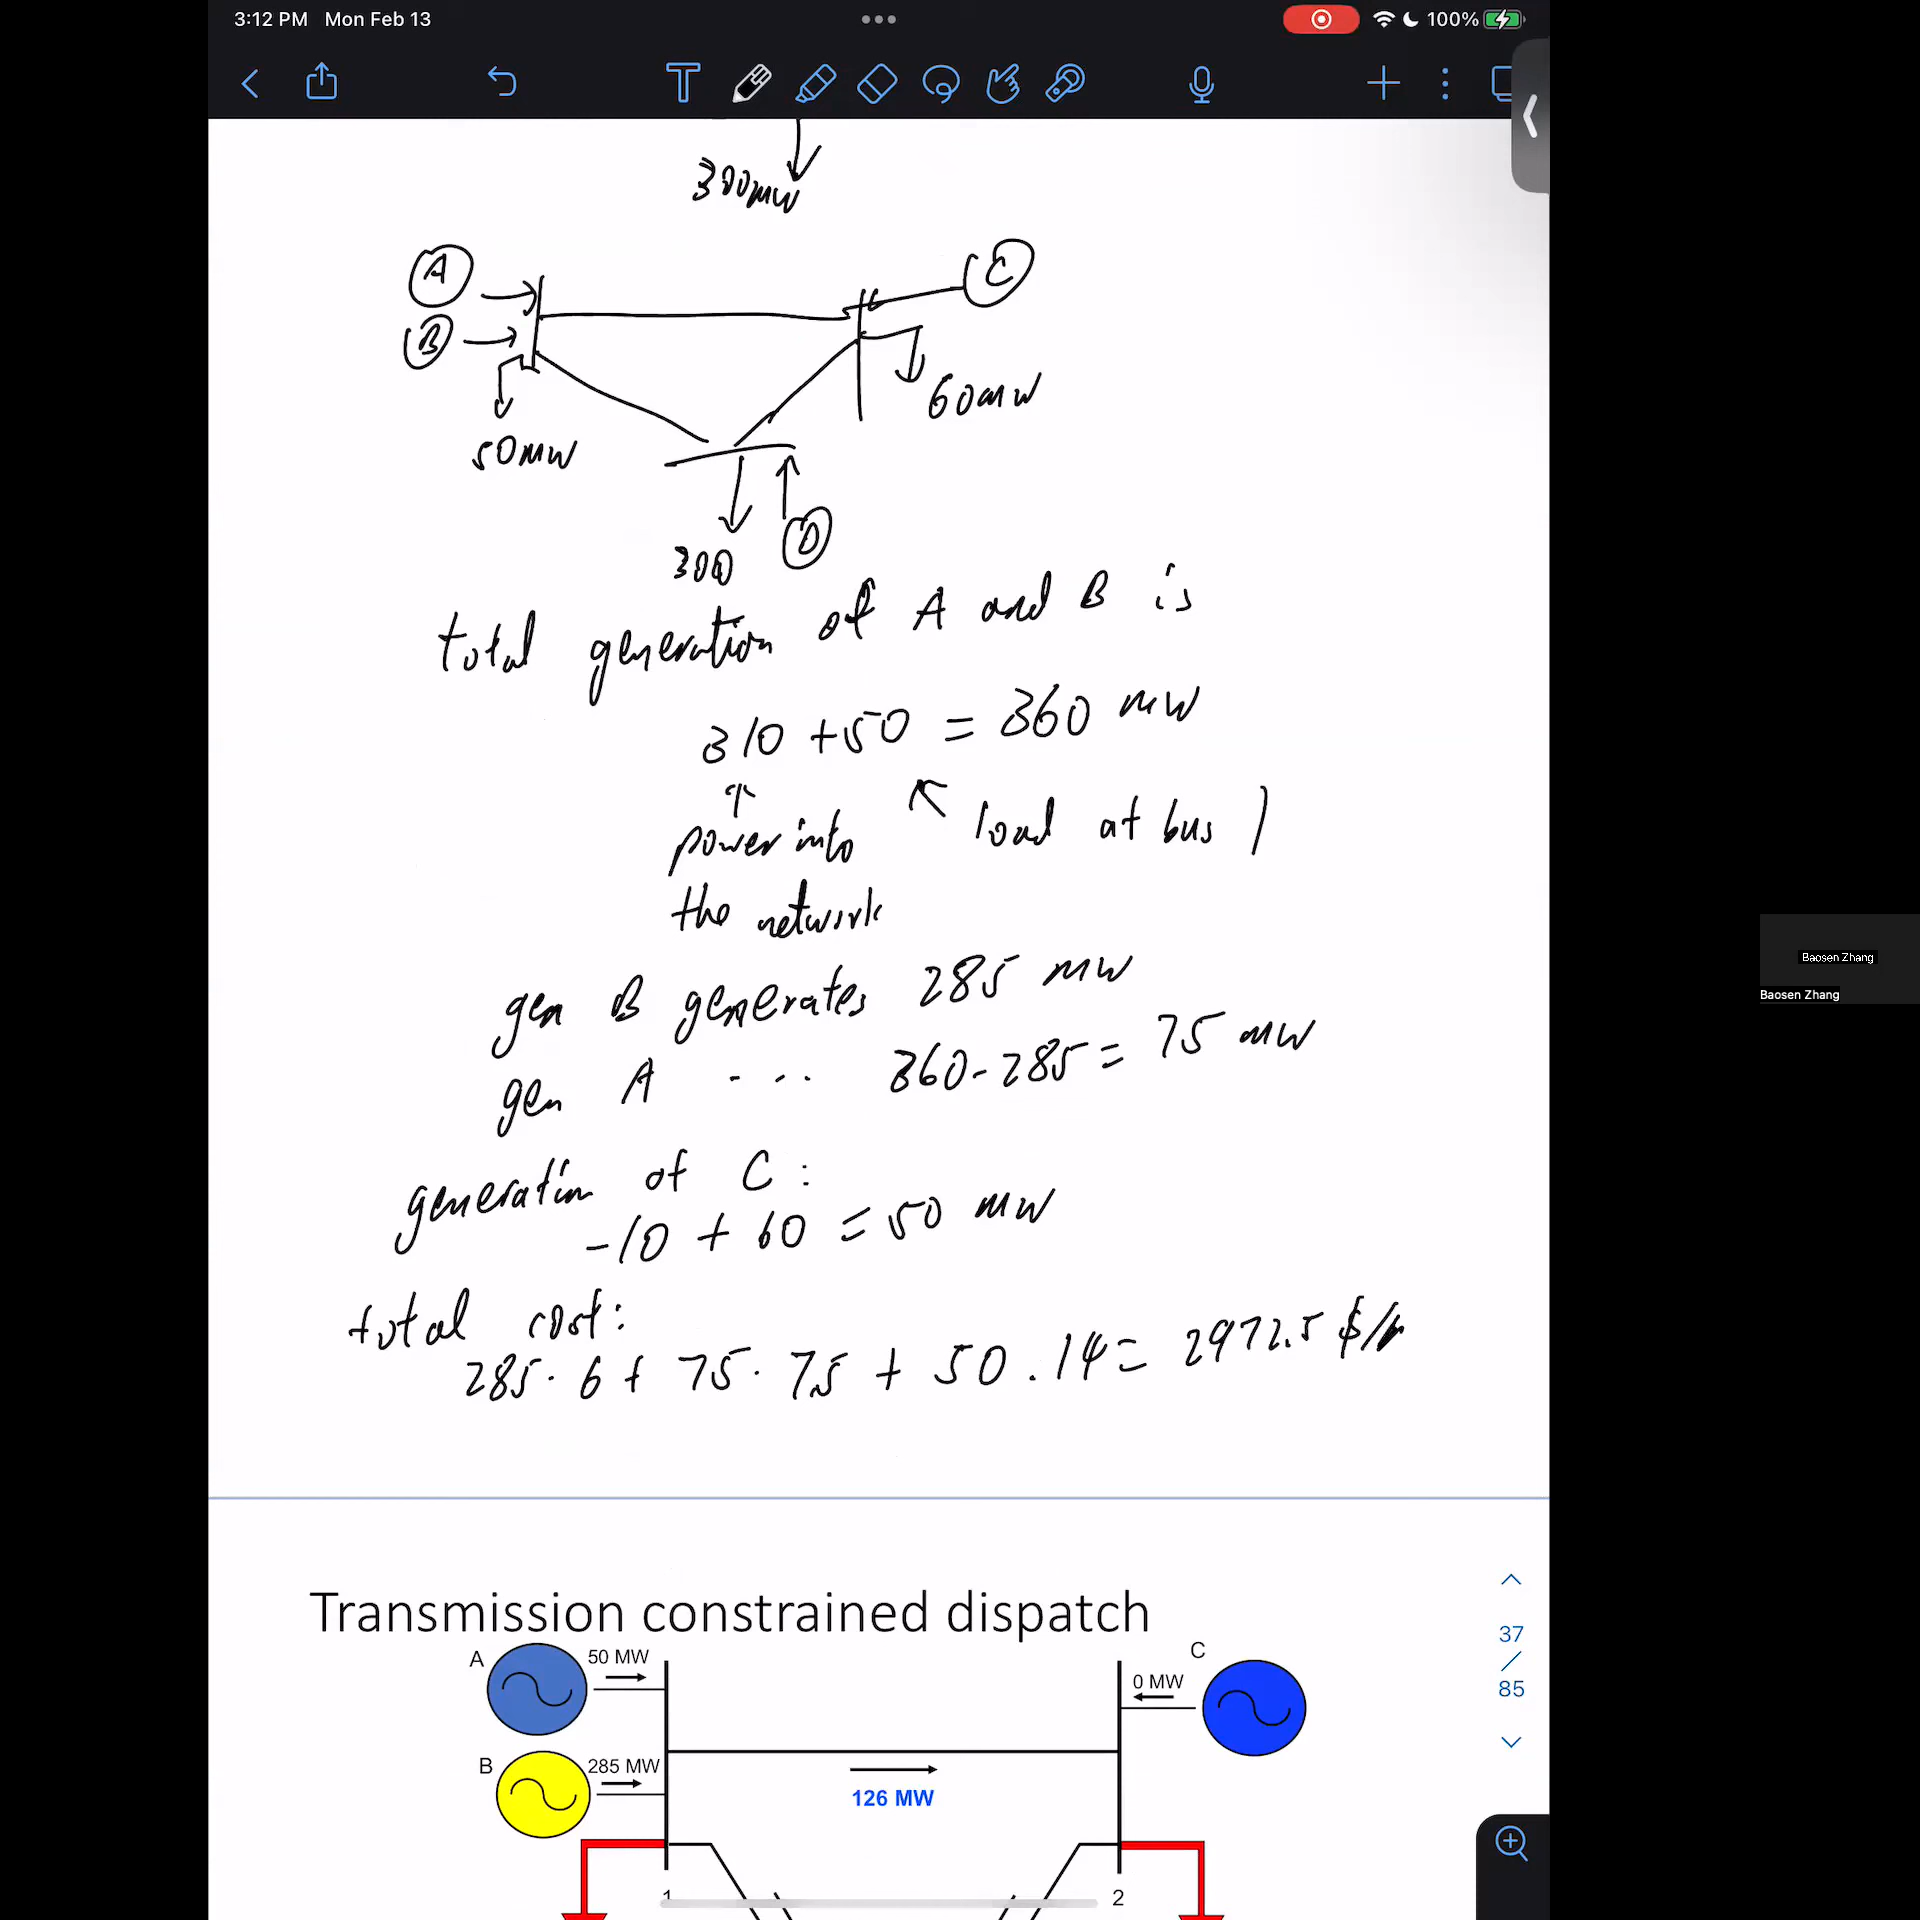 3:12 PM Mon Feb 13
100%
300MW
A
C
B
60MW
50MW
300
D
total generation of A and B is
310 + 50 = 360 MW
power into
load at bus 1
the network
gen B generates 285 MW
gen A ... 360 - 285 = 75 MW
generation of C:
-10 + 60 = 50 MW
total cost:
285 · 6 + 75 · 7.5 + 50 · 14 = 2972.5 $/h
Baosen Zhang
Baosen Zhang
Transmission constrained dispatch
A
50 MW
C
0 MW
B
285 MW
126 MW
1
2
37
/
85